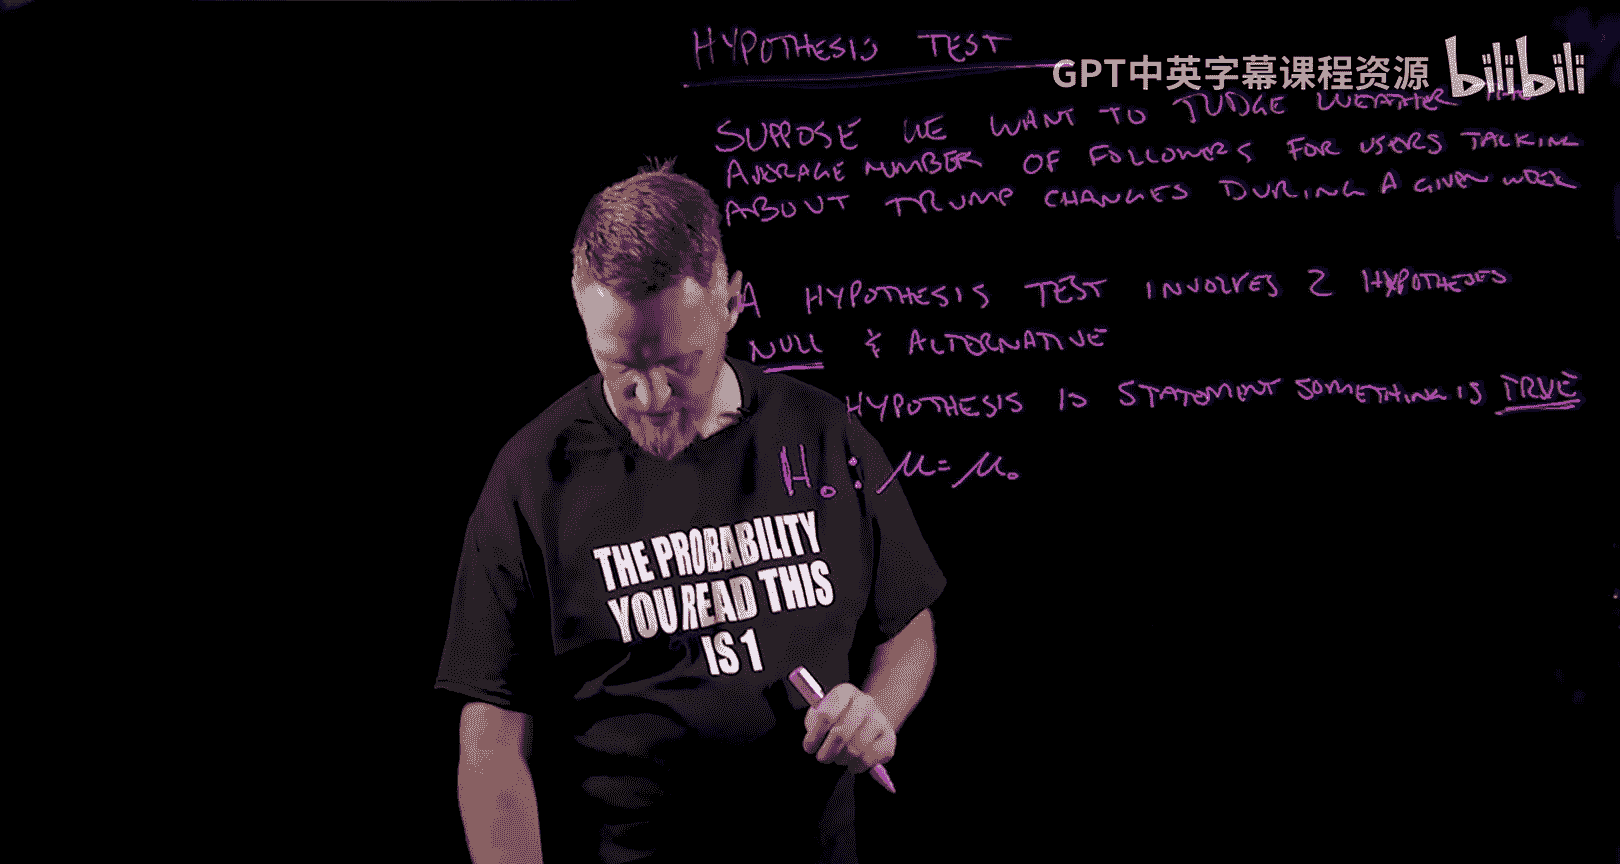 HYPOTHESIS TEST
GPT中英字幕课程资源 bilibili
SUPPOSE WE WANT TO JUDGE WEATHER THE
AVERAGE NUMBER OF FOLLOWERS FOR USERS TALKING
ABOUT TRUMP CHANGES DURING A GIVEN WEEK
A HYPOTHESIS TEST INVOLVES 2 HYPOTHESES
NULL & ALTERNATIVE
HYPOTHESIS IS STATEMENT SOMETHING IS TRUE
H₀: μ = μ₀
THE PROBABILITY
YOU READ THIS
IS 1